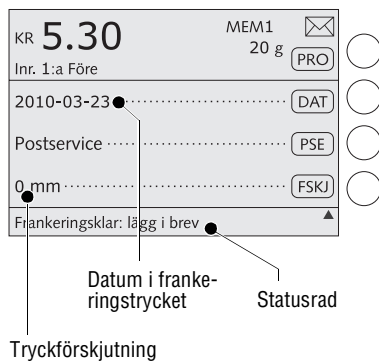 KR 5.30 MEM1
20 g
Inr. 1:a Före PRO
2010-03-23 DAT
Postservice PSE
0 mm FSKJ
Frankeringsklar: lägg i brev
Datum i franke-
ringstrycket
Statusrad
Tryckförskjutning